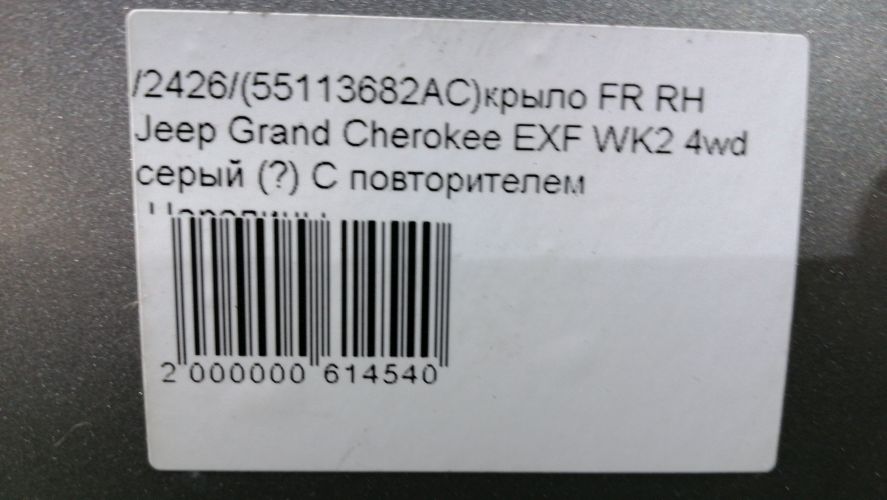 /2426/(55113682AC)крыло FR RH
Jeep Grand Cherokee EXF WK2 4wd
серый (?) С повторителем
2 000000 614540